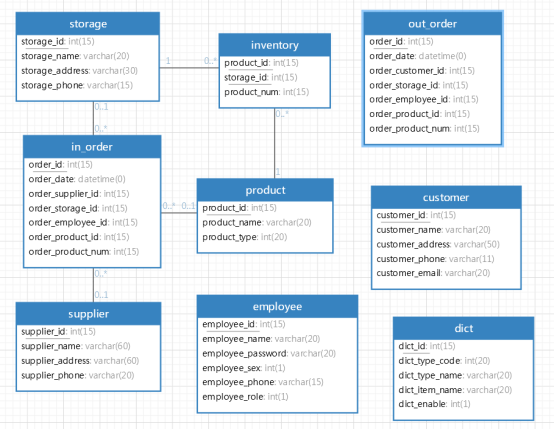 storage
storage_id: int(15)
storage_name: varchar(20)
storage_address: varchar(30)
storage_phone: varchar(15)
1
0..*
inventory
product_id: int(15)
storage_id: int(15)
product_num: int(15)
out_order
order_id: int(15)
order_date: datetime(0)
order_customer_id: int(15)
order_storage_id: int(15)
order_employee_id: int(15)
order_product_id: int(15)
order_product_num: int(15)
0..1
0..*
0..*
1
in_order
order_id: int(15)
order_date: datetime(0)
order_supplier_id: int(15)
order_storage_id: int(15)
order_employee_id: int(15)
order_product_id: int(15)
order_product_num: int(15)
0..*
0..1
product
product_id: int(15)
product_name: varchar(20)
product_type: int(20)
customer
customer_id: int(15)
customer_name: varchar(20)
customer_address: varchar(50)
customer_phone: varchar(11)
customer_email: varchar(20)
0..*
0..1
supplier
supplier_id: int(15)
supplier_name: varchar(60)
supplier_address: varchar(60)
supplier_phone: varchar(20)
employee
employee_id: int(15)
employee_name: varchar(20)
employee_password: varchar(20)
employee_sex: int(1)
employee_phone: varchar(15)
employee_role: int(1)
dict
dict_id: int(15)
dict_type_code: int(20)
dict_type_name: varchar(20)
dict_item_name: varchar(20)
dict_enable: int(1)